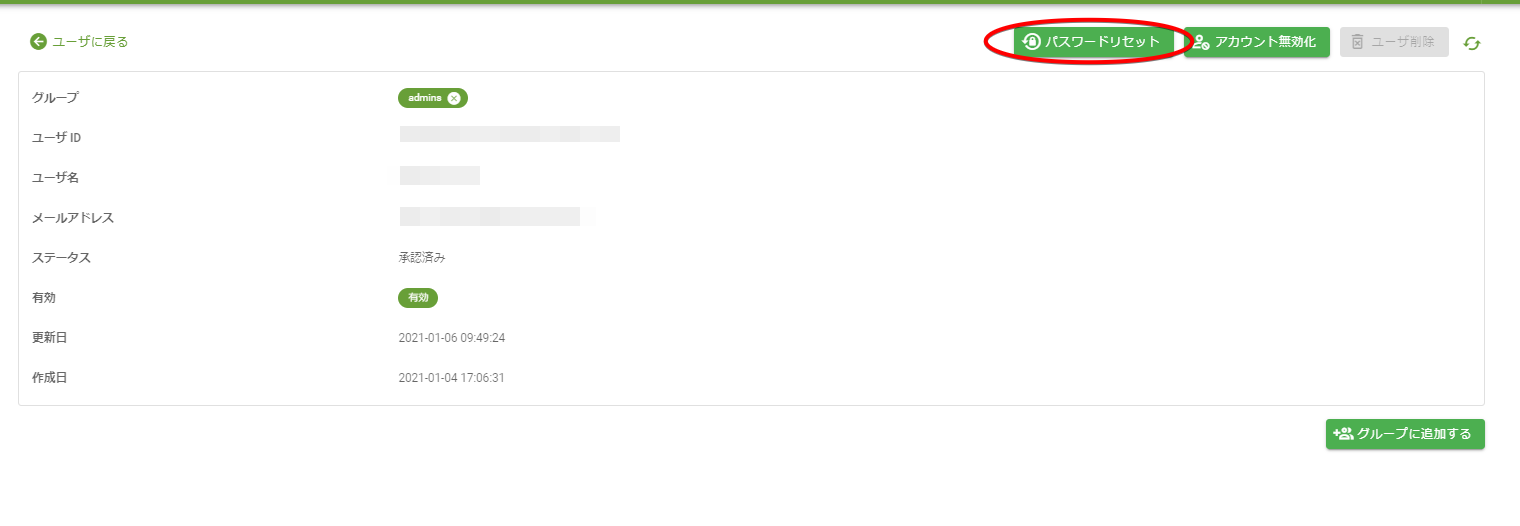 ユーザに戻る
パスワードリセット
アカウント無効化
ユーザ削除
グループ admins
ユーザ ID
ユーザ名
メールアドレス
ステータス 承認済み
有効 有効
更新日 2021-01-06 09:49:24
作成日 2021-01-04 17:06:31
グループに追加する